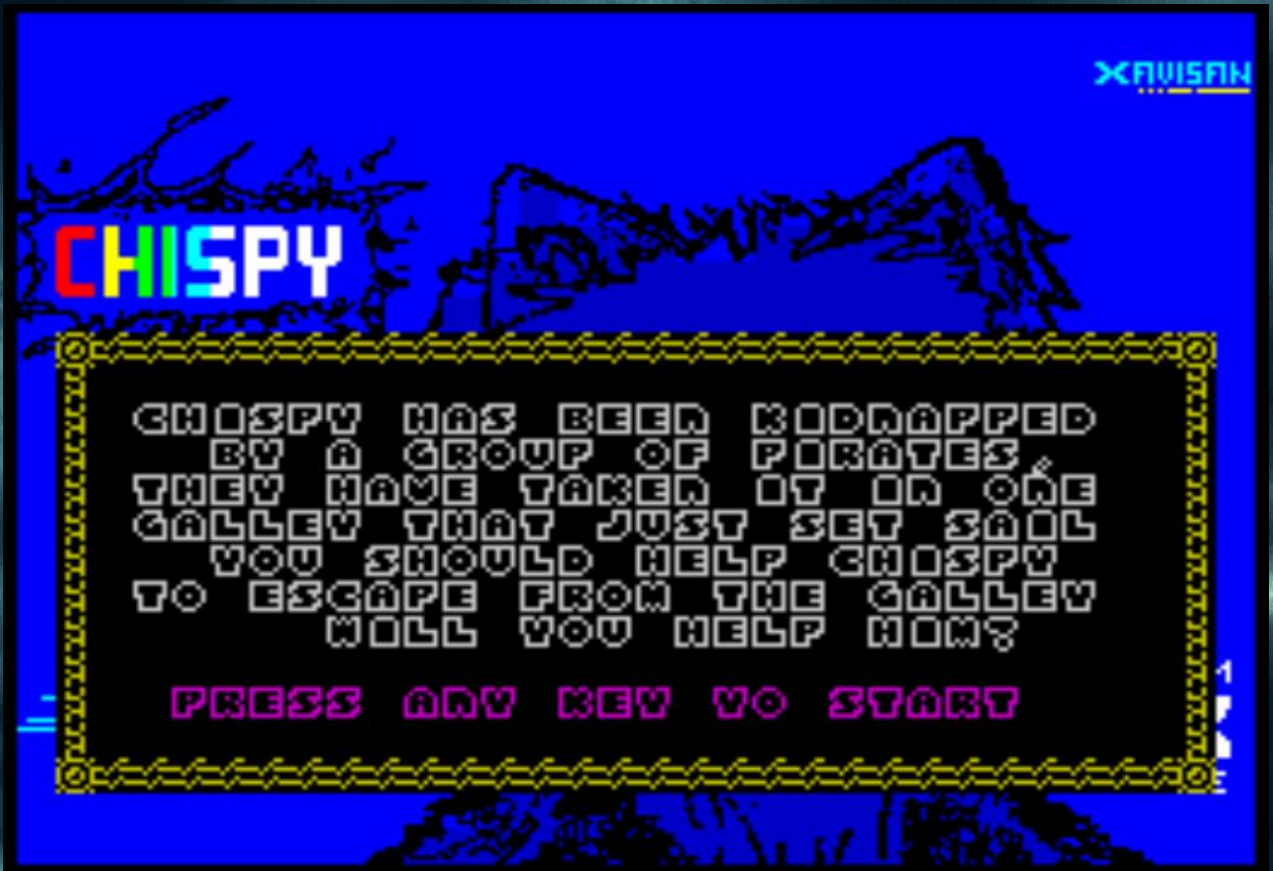 XAVISAN
CHISPY
CHISPY HAS BEEN KIDNAPPED
BY A GROUP OF PIRATES,
THEY HAVE TAKEN IT IN ONE
GALLEY THAT JUST SET SAIL
YOU SHOULD HELP CHISPY
TO ESCAPE FROM THE GALLEY
WILL YOU HELP HIM?
PRESS ANY KEY YO START